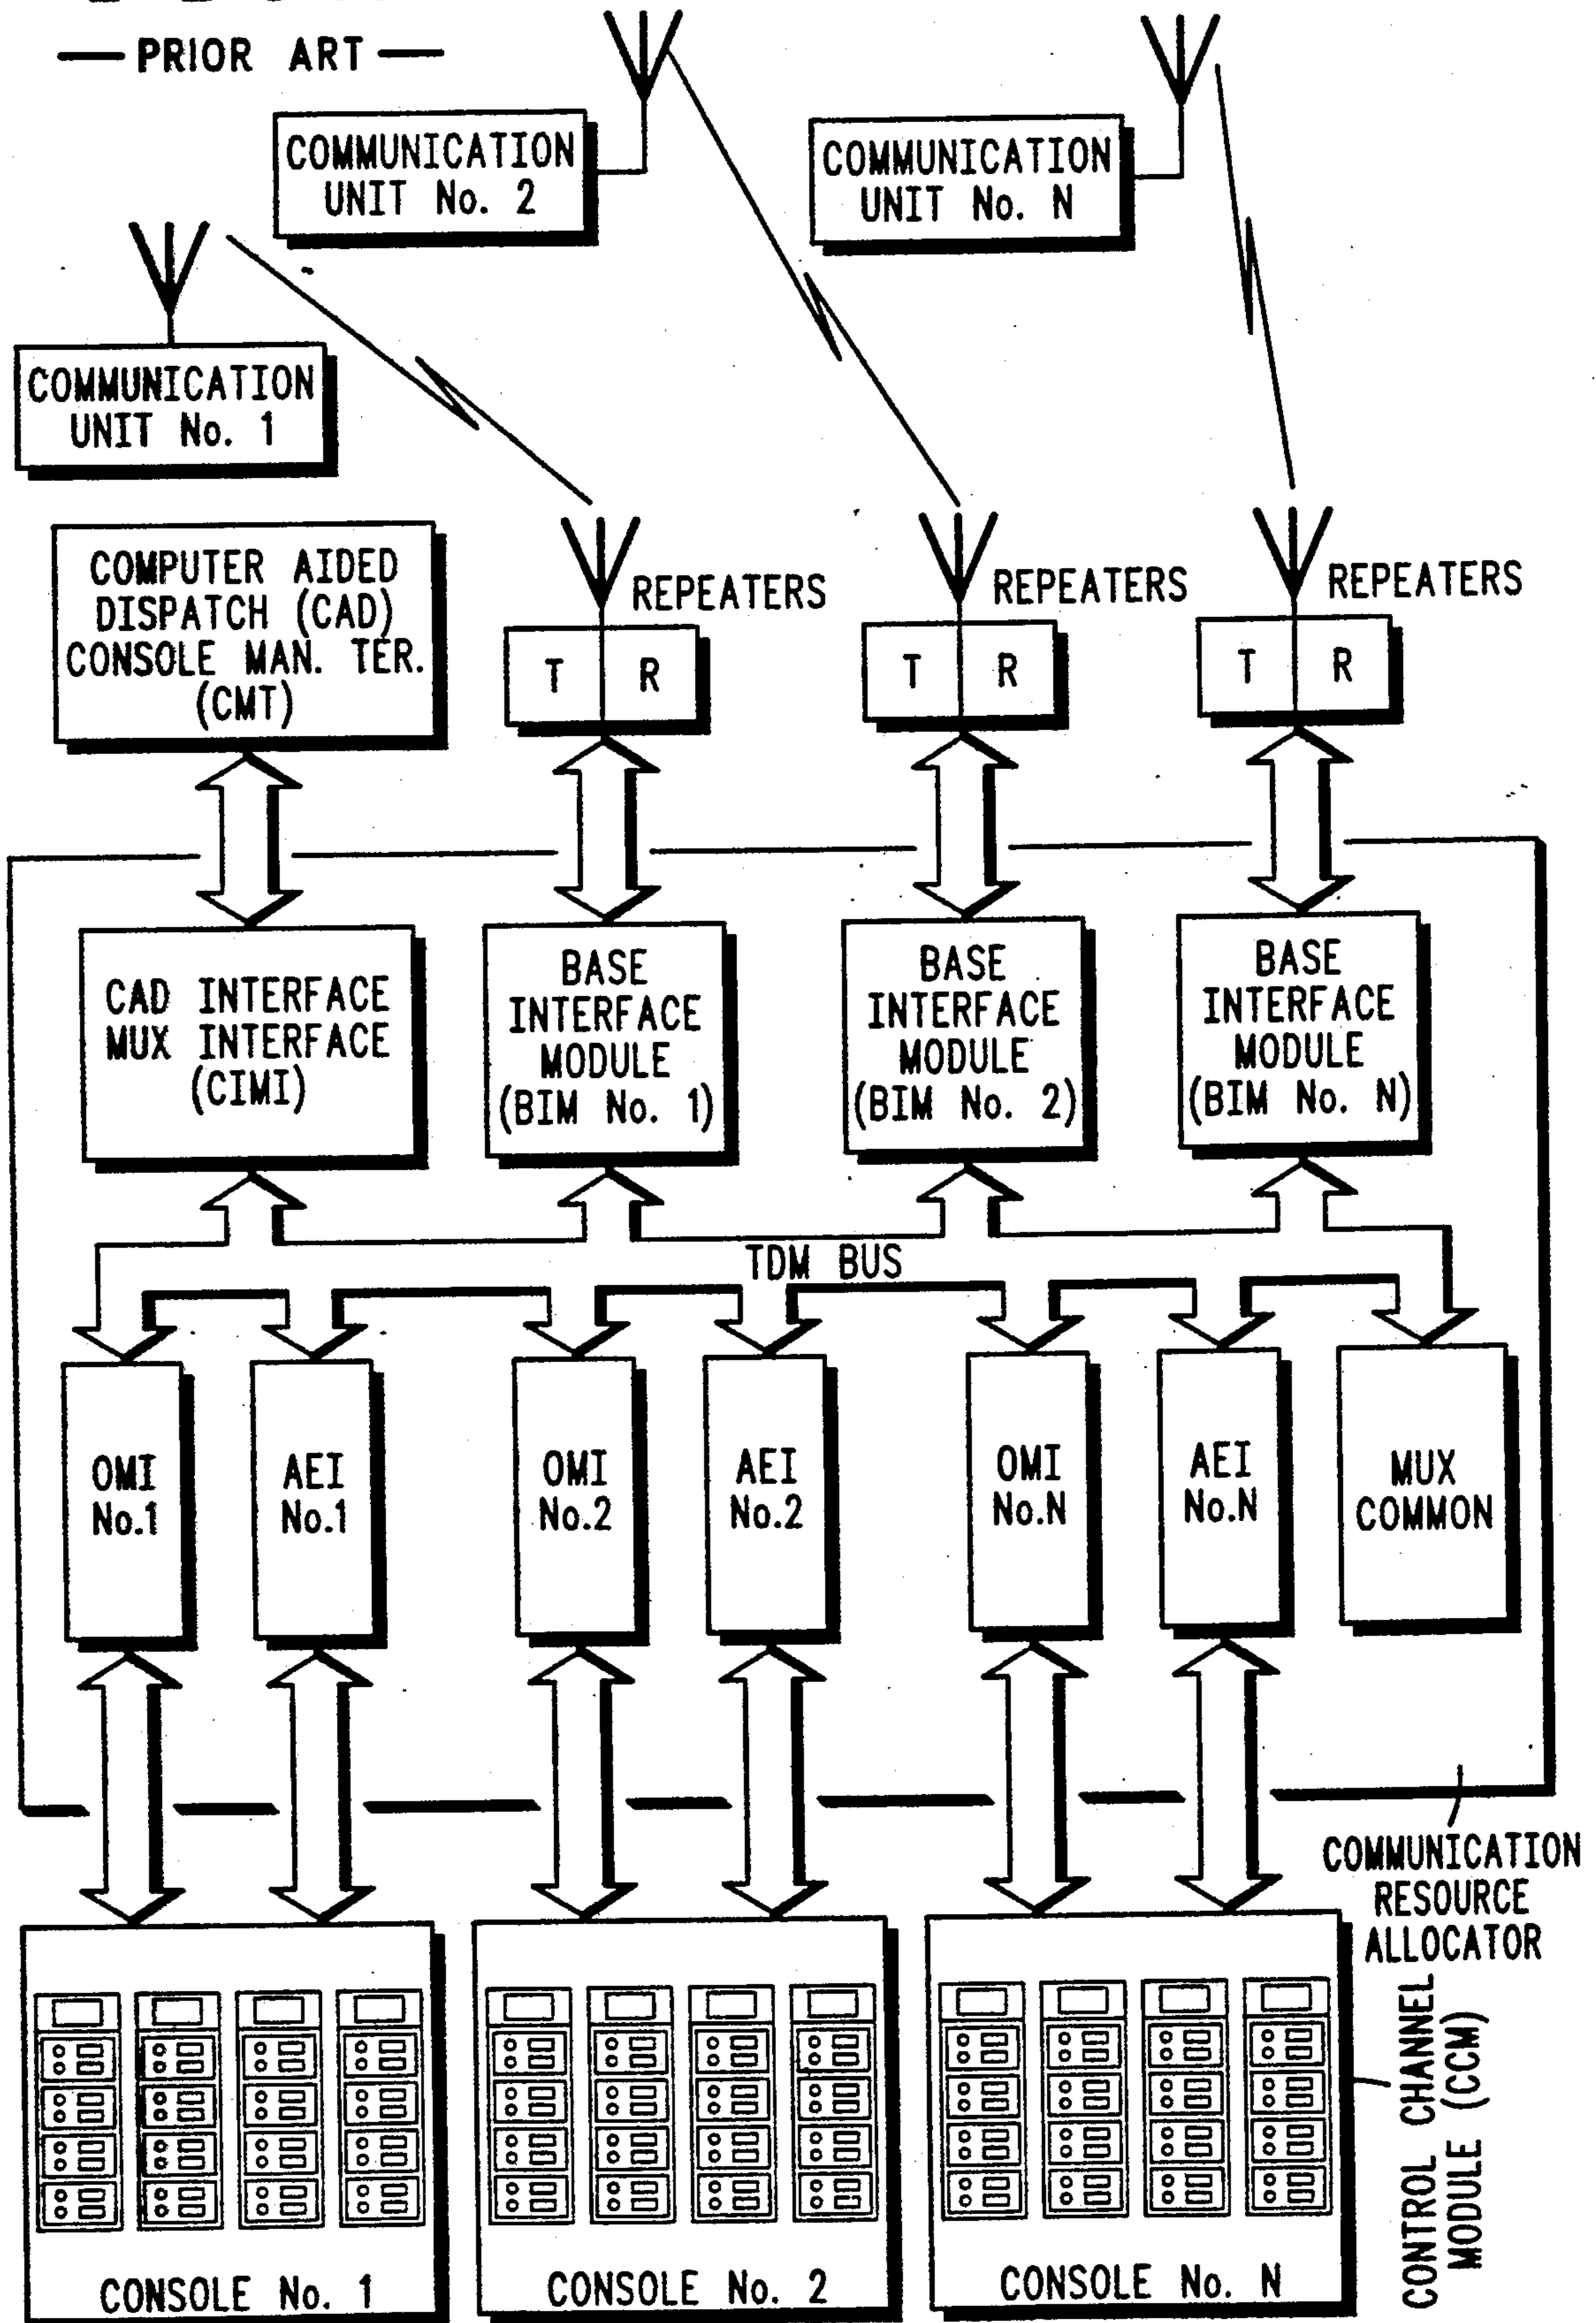 PRIOR ART
COMMUNICATION
UNIT No. 2
COMMUNICATION
UNIT No. N
COMMUNICATION
UNIT No. 1
COMPUTER AIDED
DISPATCH (CAD)
CONSOLE MAN. TER.
(CMT)
REPEATERS
T R
REPEATERS
T R
REPEATERS
T R
CAD INTERFACE
MUX INTERFACE
(CIMI)
BASE
INTERFACE
MODULE
(BIM No. 1)
BASE
INTERFACE
MODULE
(BIM No. 2)
BASE
INTERFACE
MODULE
(BIM No. N)
TDM BUS
OMI
No.1
AEI
No.1
OMI
No.2
AEI
No.2
OMI
No.N
AEI
No.N
MUX
COMMON
COMMUNICATION
RESOURCE
ALLOCATOR
CONTROL CHANNEL
MODULE (CCM)
CONSOLE No. 1
CONSOLE No. 2
CONSOLE No. N